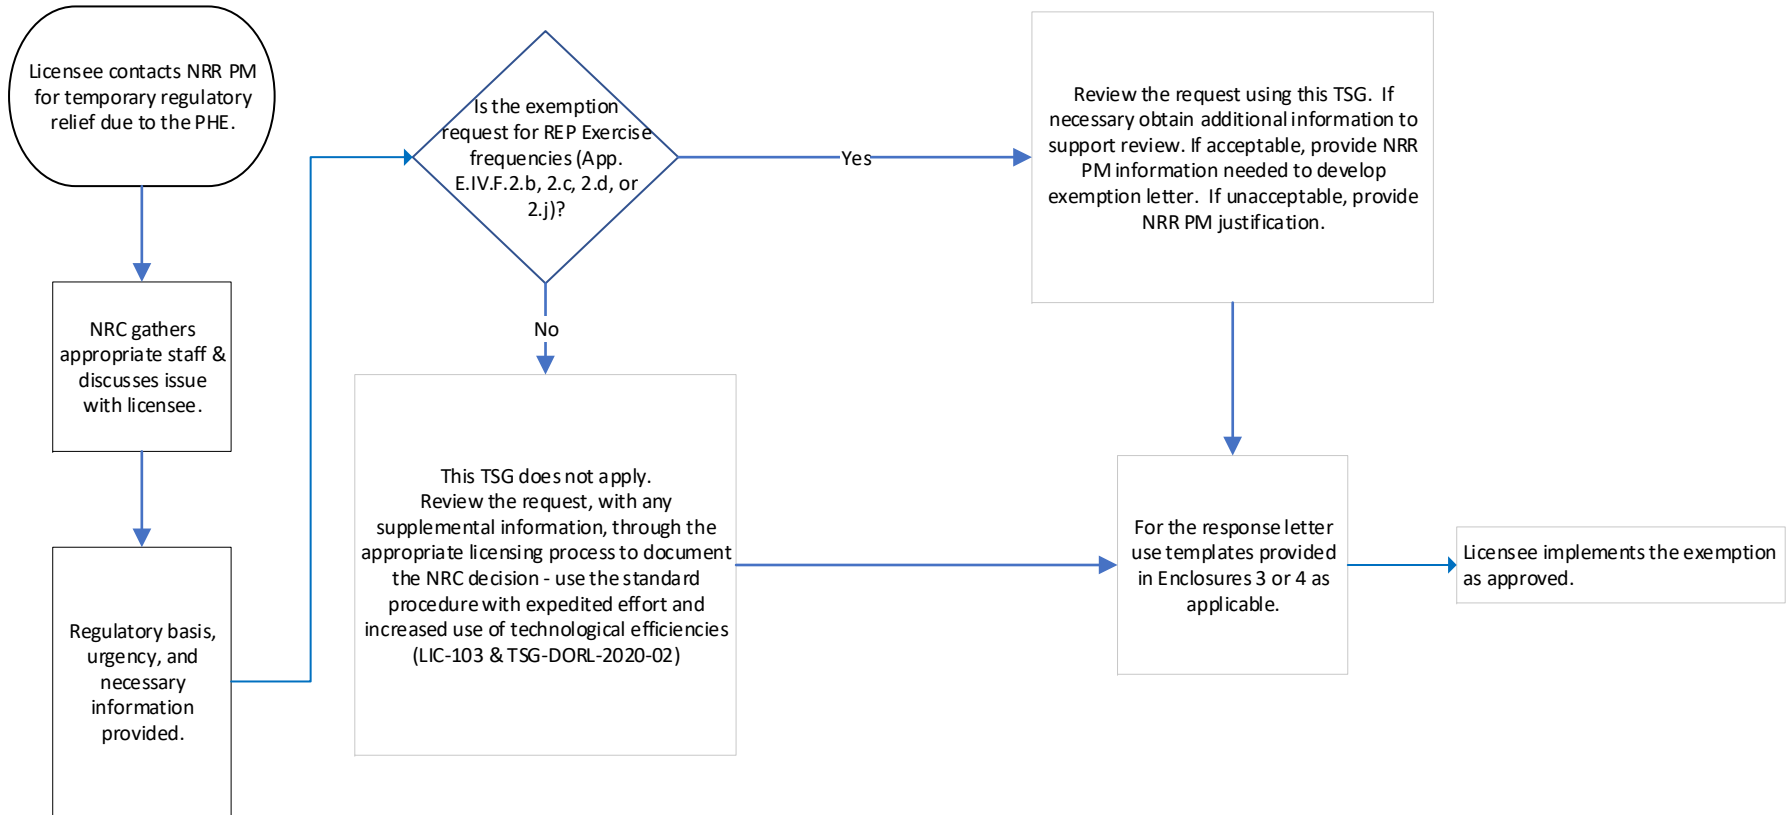 Licensee contacts NRR PM
for temporary regulatory
relief due to the PHE.
NRC gathers
appropriate staff &
discusses issue
with licensee.
Regulatory basis,
urgency, and
necessary
information
provided.
Is the exemption
request for REP Exercise
frequencies (App.
E.IV.F.2.b, 2.c, 2.d, or
2.j)?
Yes
No
This TSG does not apply.
Review the request, with any
supplemental information, through the
appropriate licensing process to document
the NRC decision - use the standard
procedure with expedited effort and
increased use of technological efficiencies
(LIC-103 & TSG-DORL-2020-02)
Review the request using this TSG.  If
necessary obtain additional information to
support review. If acceptable, provide NRR
PM information needed to develop
exemption letter.  If unacceptable, provide
NRR PM justification.
For the response letter
use templates provided
in Enclosures 3 or 4 as
applicable.
Licensee implements the exemption
as approved.